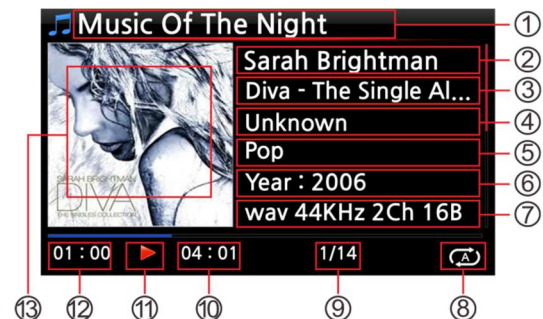 Music Of The Night
①
Sarah Brightman
②
Diva - The Single Al...
③
Unknown
④
Pop
⑤
Year : 2006
⑥
wav 44KHz 2Ch 16B
⑦
SARAH BRIGHTMAN
DIVA
THE SINGLES COLLECTION
01 : 00
04 : 01
1/14
A
⑬ ⑫ ⑪ ⑩ ⑨ ⑧